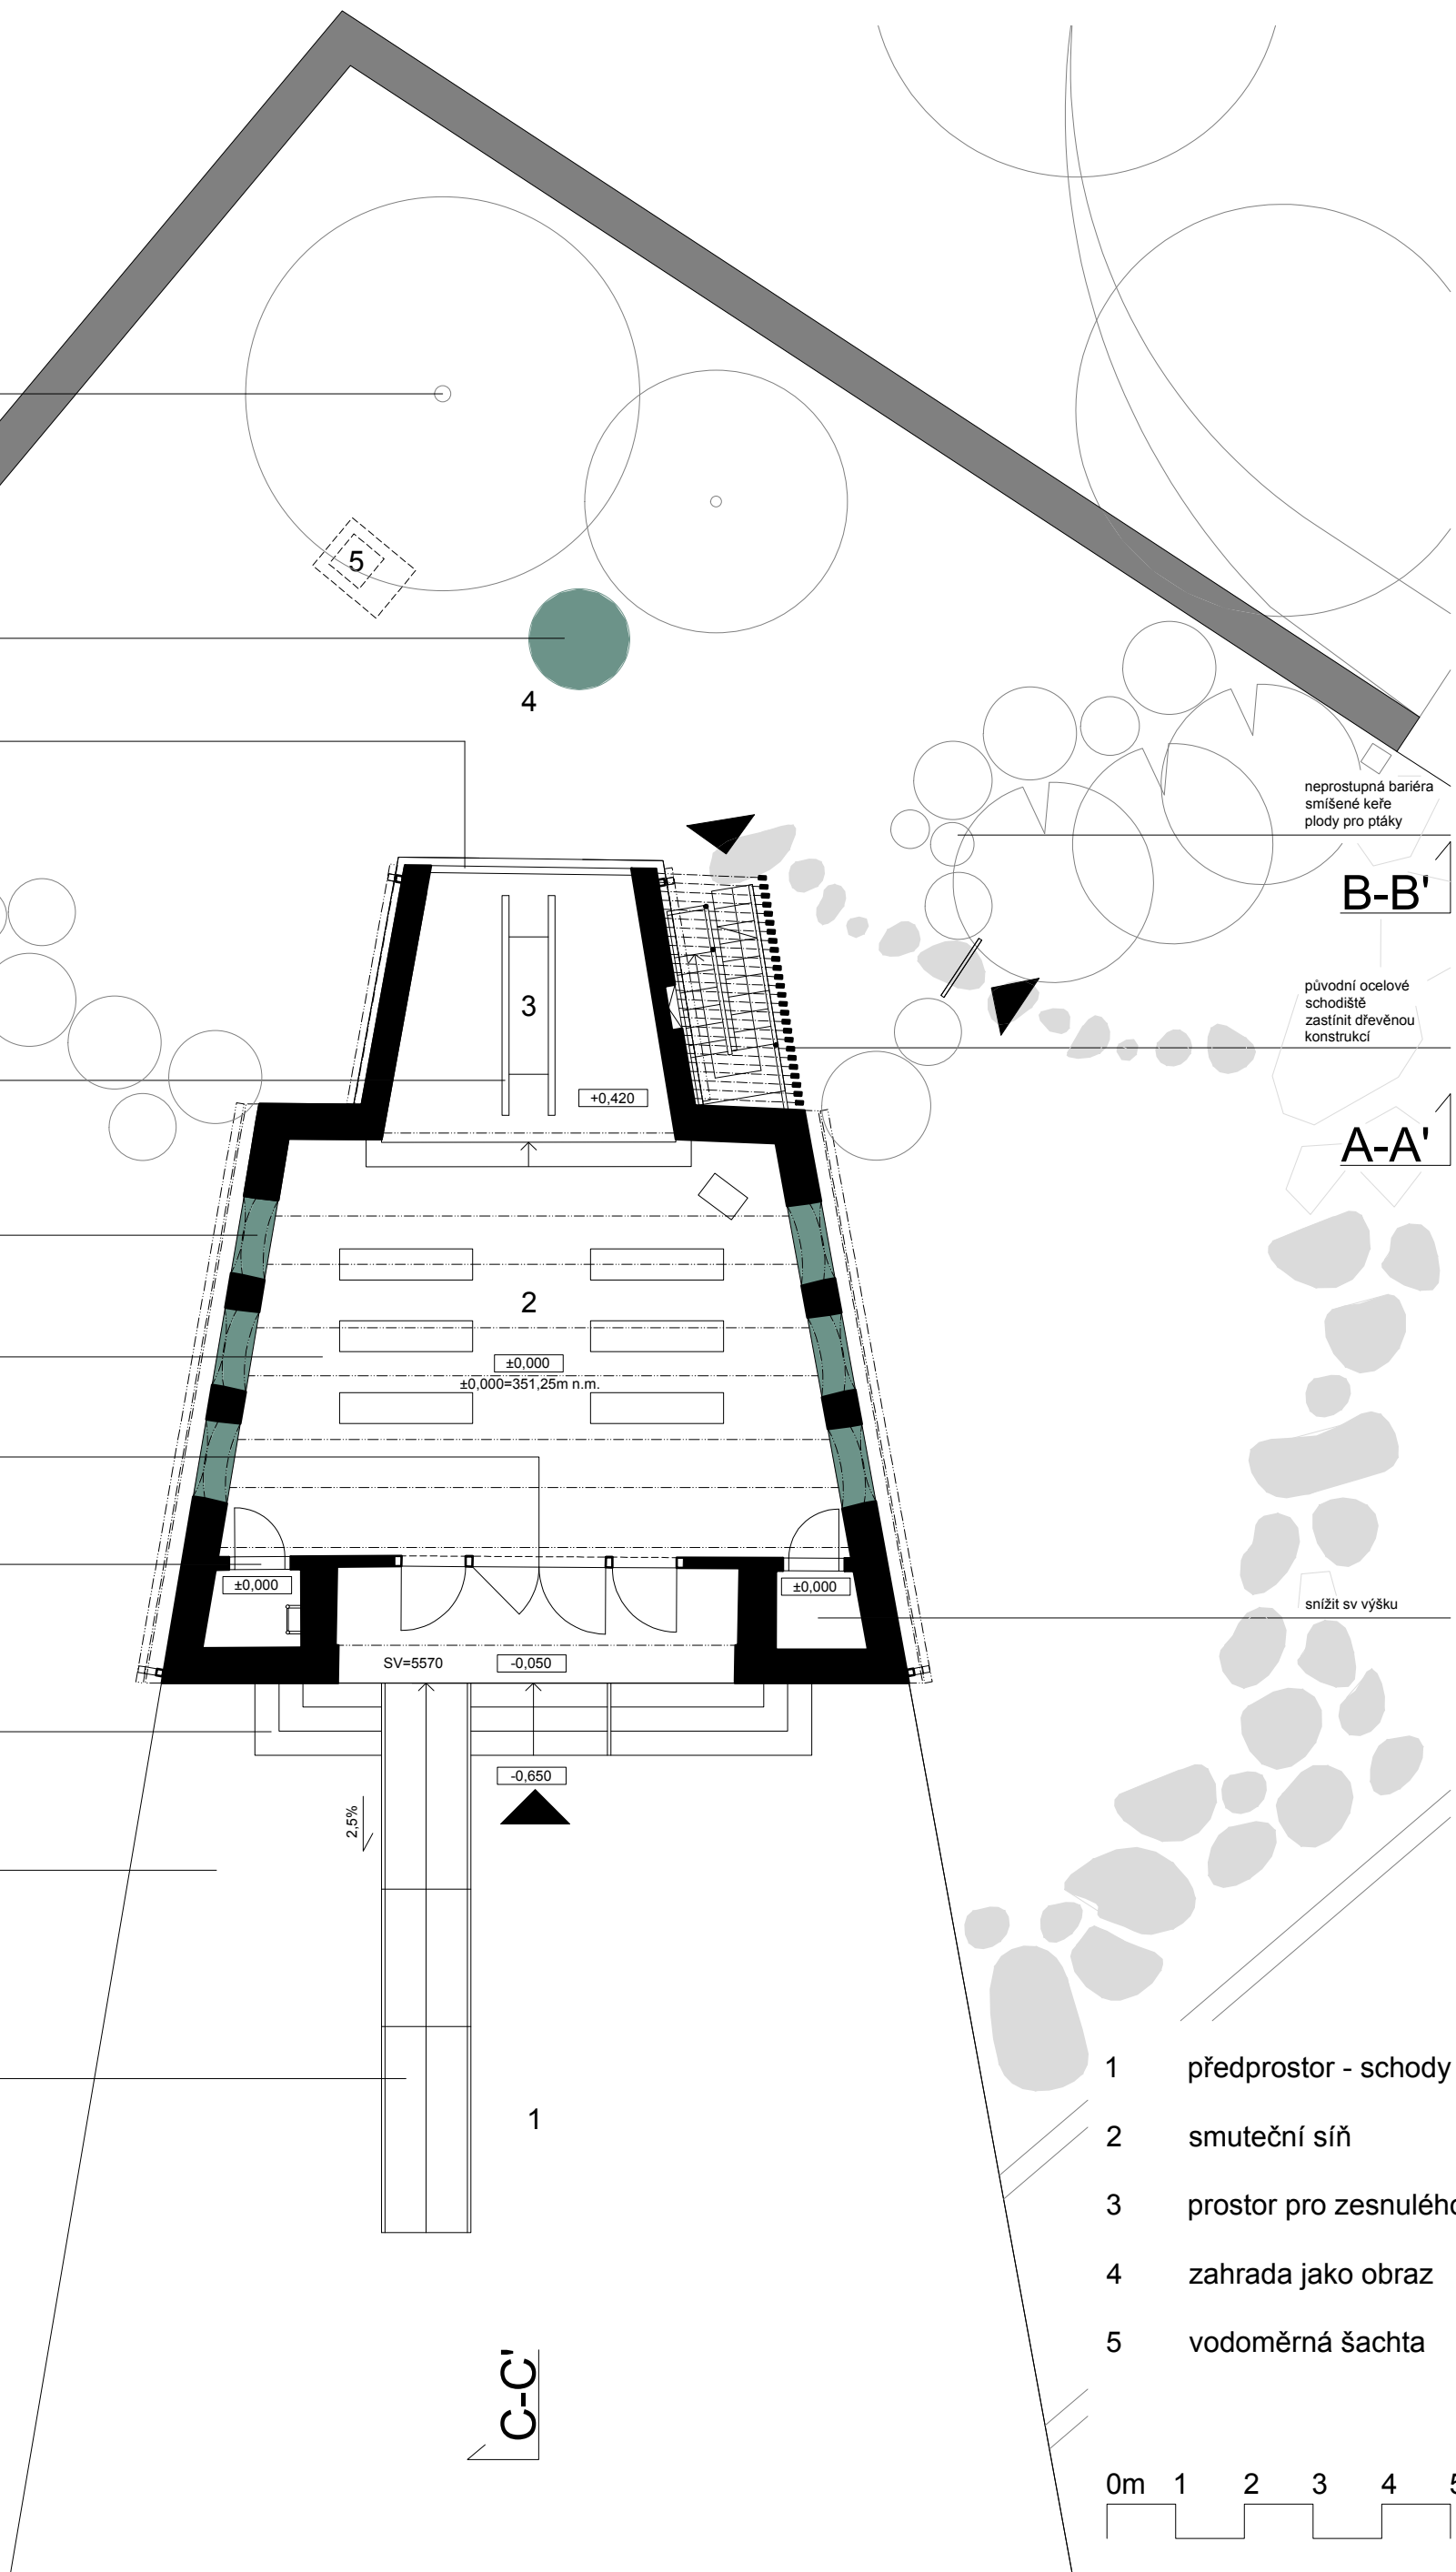 5
4
neprostupná bariéra
smíšené keře
plody pro ptáky
B-B'
původní ocelové
schodiště
zastínit dřevěnou
konstrukcí
3
+0,420
A-A'
2
±0,000
±0,000=351,25m n.m.
±0,000
±0,000
snížit sv výšku
SV=5570
-0,050
-0,650
2,5%
1
1 předprostor - schody
2 smuteční síň
3 prostor pro zesnulého
4 zahrada jako obraz
5 vodoměrná šachta
C-C'
0m 1 2 3 4 5